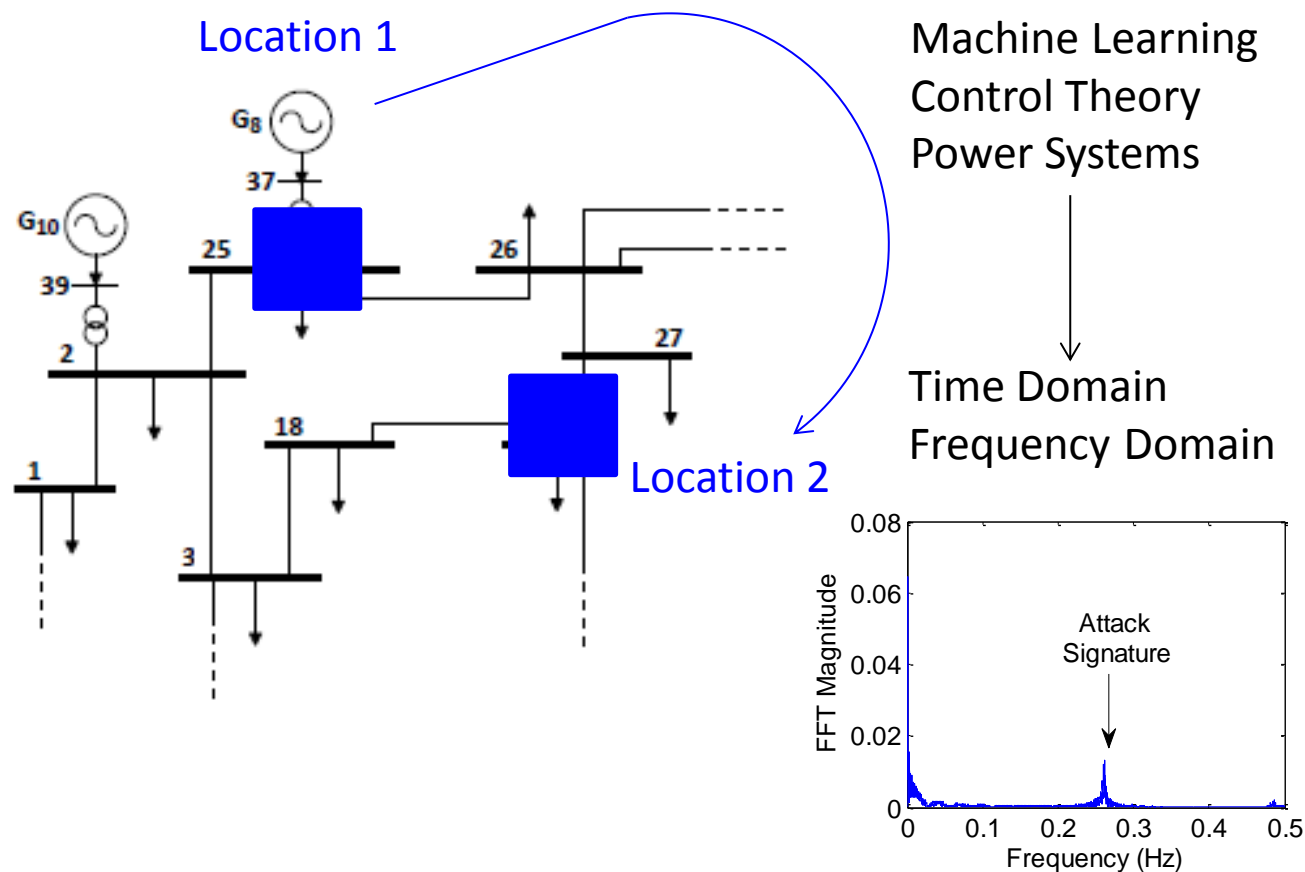 Location 1
Machine Learning
Control Theory
Power Systems
G8
37
G10
25
26
39
2
27
Time Domain
Frequency Domain
18
1
Location 2
3
0.08
0.06
0.04
0.02
0
FFT Magnitude
Attack
Signature
0 0.1 0.2 0.3 0.4 0.5
Frequency (Hz)